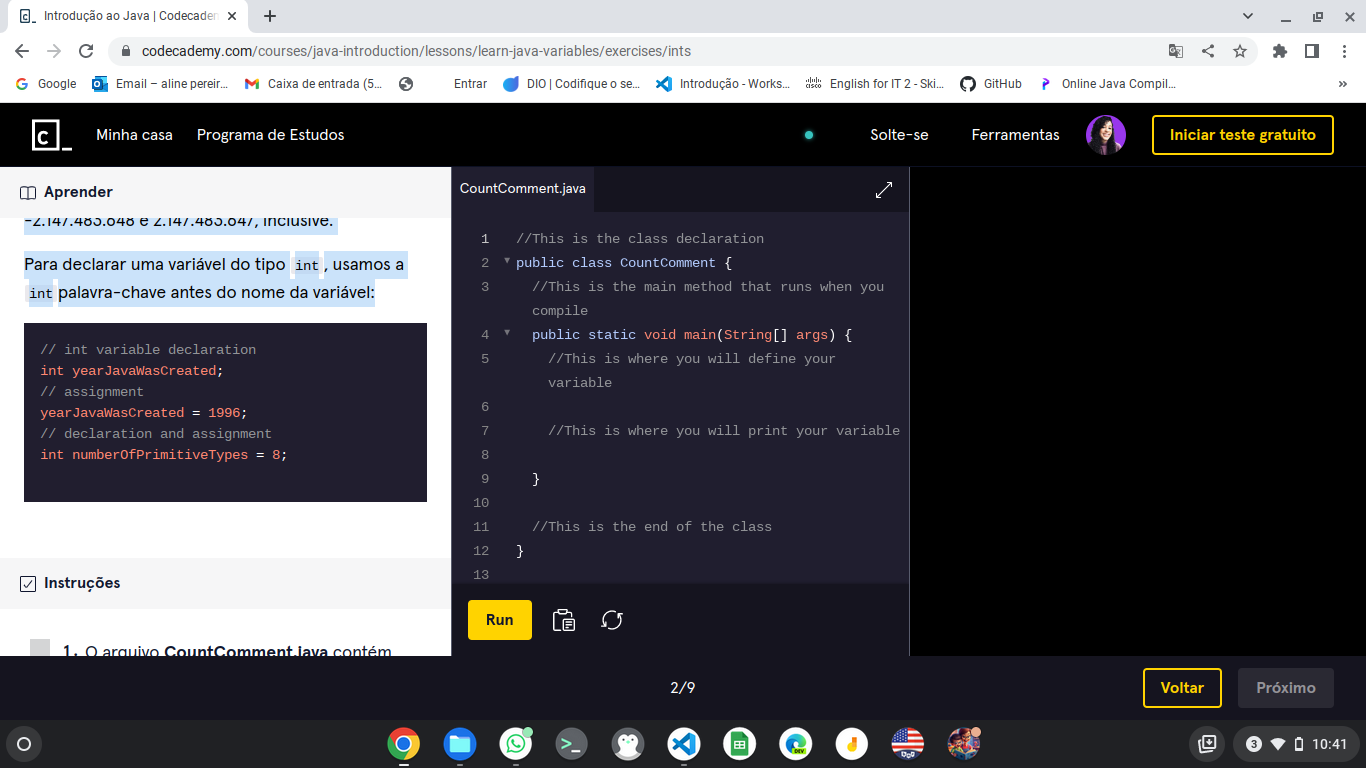 Introdução ao Java | Codecaden
codecademy.com/courses/java-introduction/lessons/learn-java-variables/exercises/ints
Google
Email – aline pereir...
Caixa de entrada (5...
Entrar
DIO | Codifique o se...
Introdução - Works...
English for IT 2 - Ski...
GitHub
Online Java Compil...
»
Minha casa
Programa de Estudos
Solte-se
Ferramentas
Iniciar teste gratuito
Aprender
-2.147.483.648 e 2.147.483.647, inclusive.
Para declarar uma variável do tipo int , usamos a
int palavra-chave antes do nome da variável:
// int variable declaration
int yearJavaWasCreated;
// assignment
yearJavaWasCreated = 1996;
// declaration and assignment
int numberOfPrimitiveTypes = 8;
Instruções
1. O arquivo CountComment.java contém
CountComment.java
1 //This is the class declaration
2 public class CountComment {
3 //This is the main method that runs when you
compile
4 public static void main(String[] args) {
5 //This is where you will define your
variable
6
7 //This is where you will print your variable
8
9 }
10
11 //This is the end of the class
12 }
13
Run
2/9
Voltar
Próximo
3
10:41